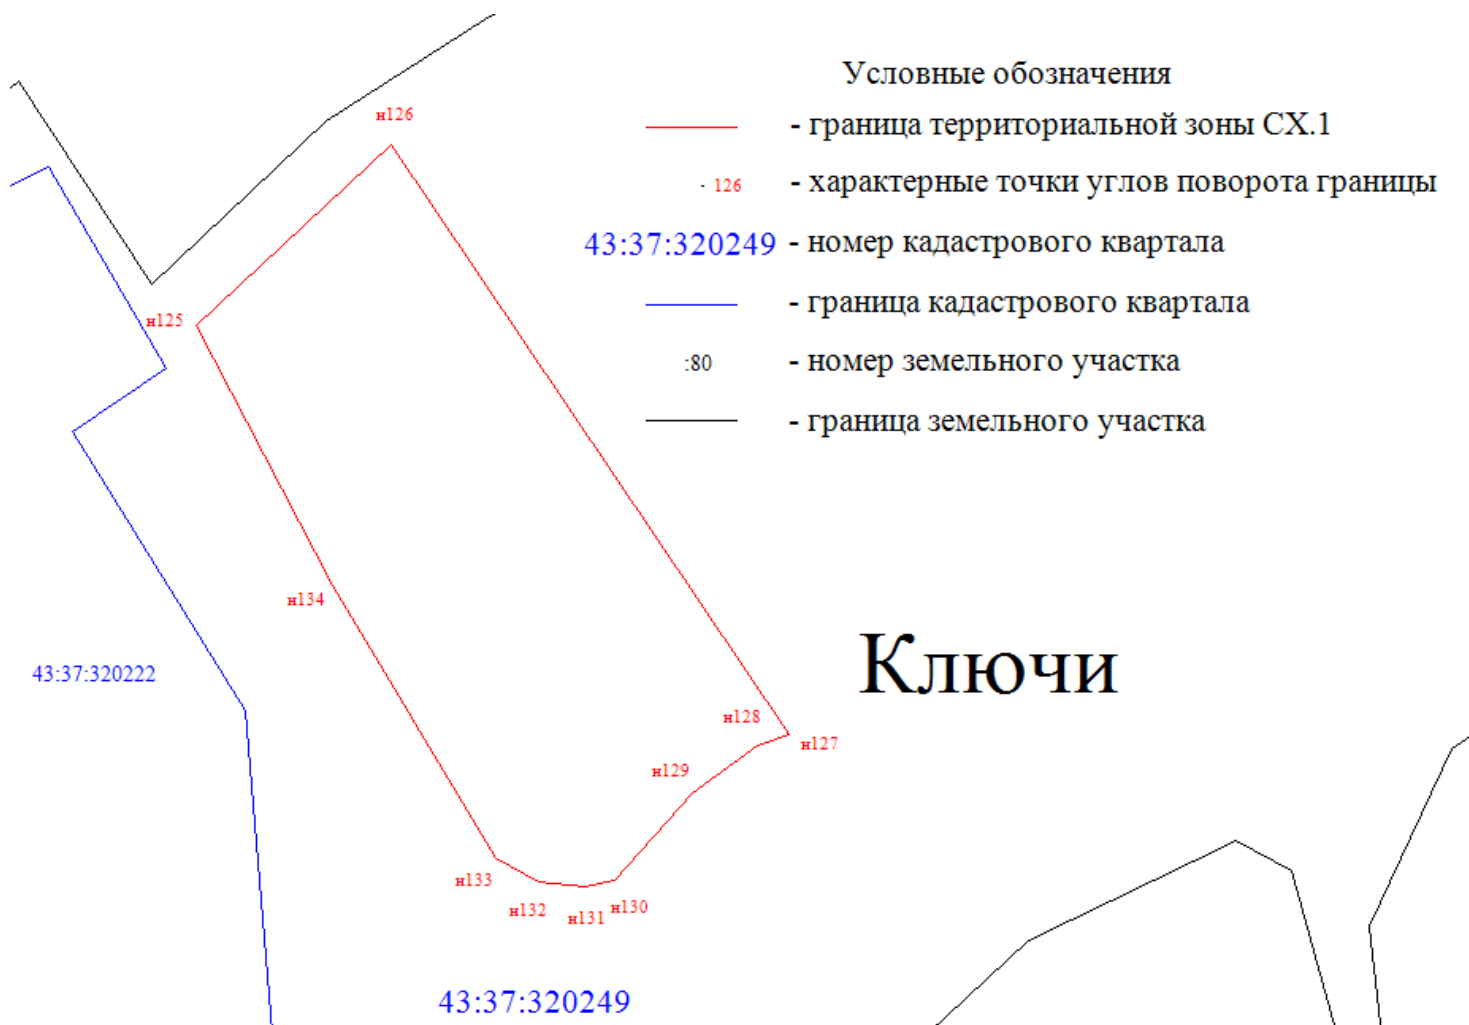 Условные обозначения
- граница территориальной зоны СХ.1
- 126 - характерные точки углов поворота границы
43:37:320249 - номер кадастрового квартала
- граница кадастрового квартала
:80 - номер земельного участка
- граница земельного участка
н126
н125
н134
43:37:320222
Ключи
н128
н127
н129
н133
н132
н131
н130
43:37:320249